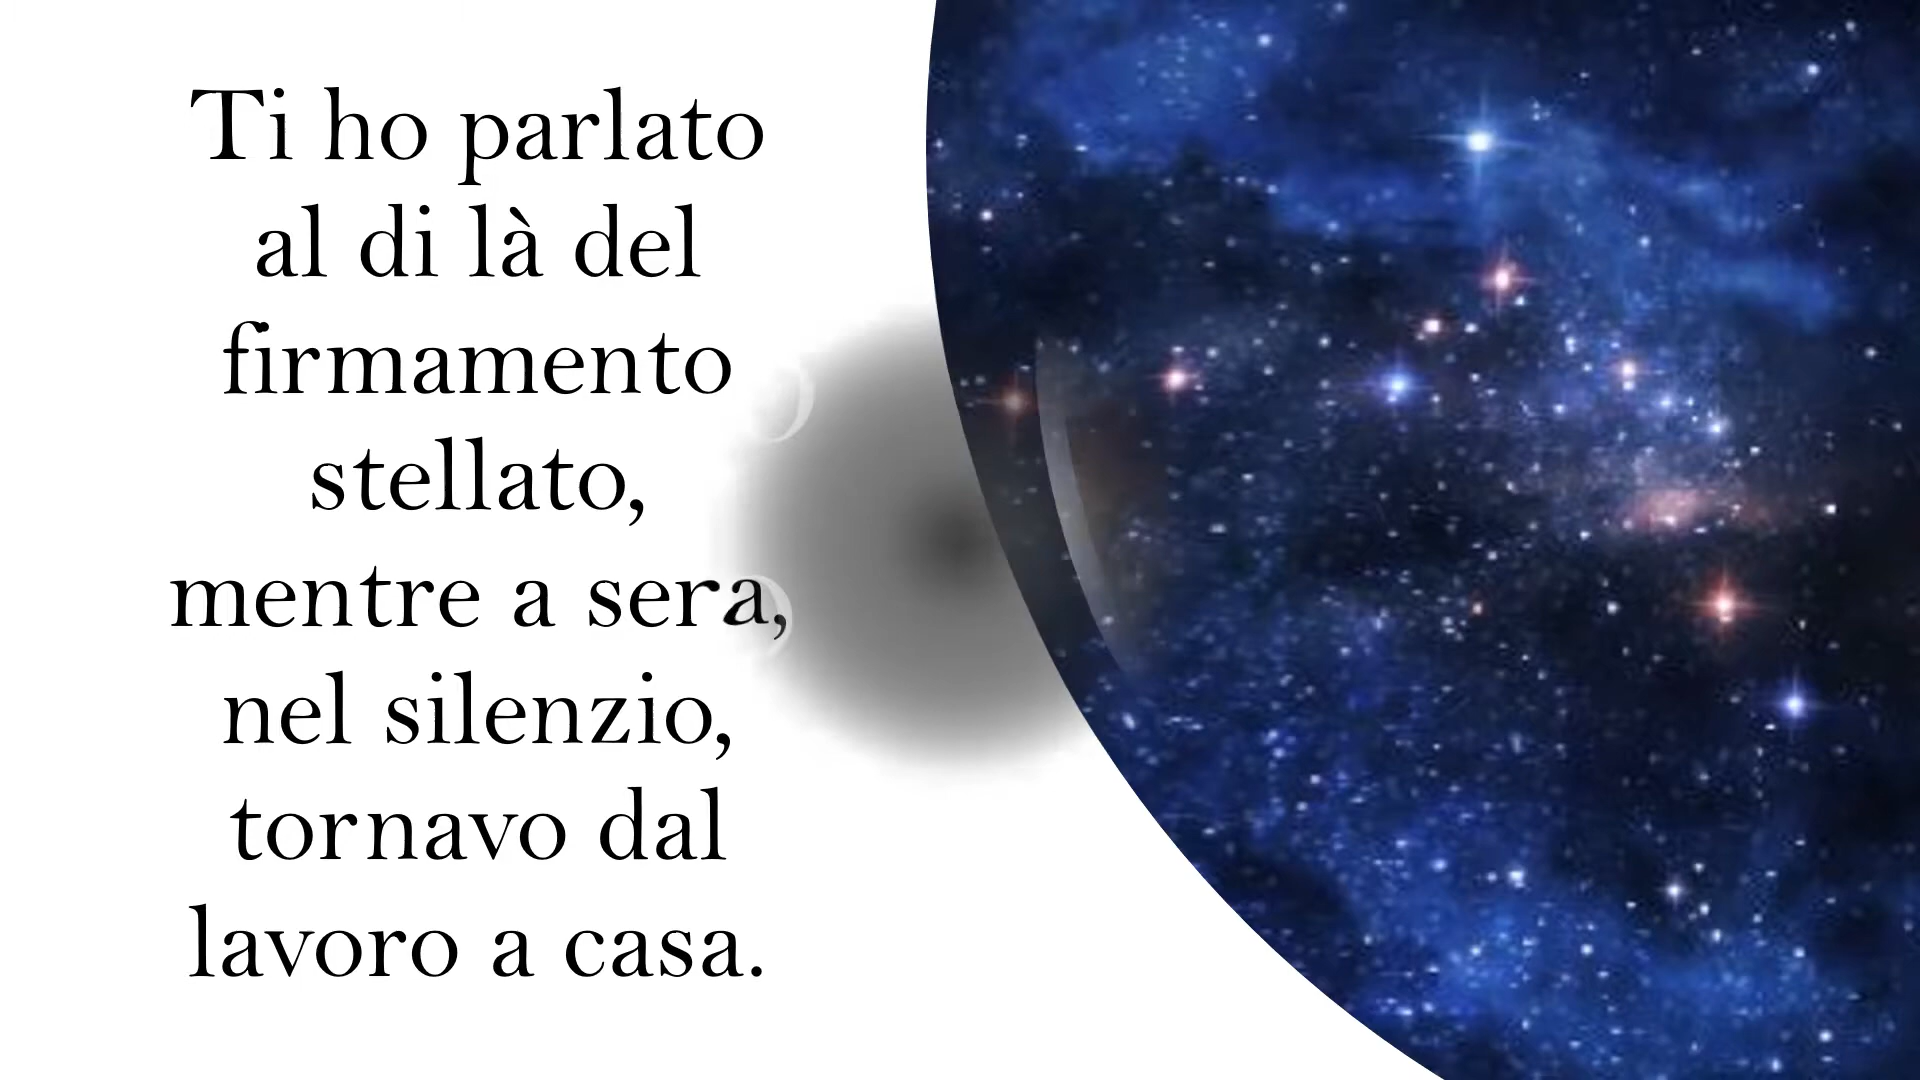 Ti ho parlato
al di là del
firmamento
stellato,
mentre a sera,
nel silenzio,
tornavo dal
lavoro a casa.